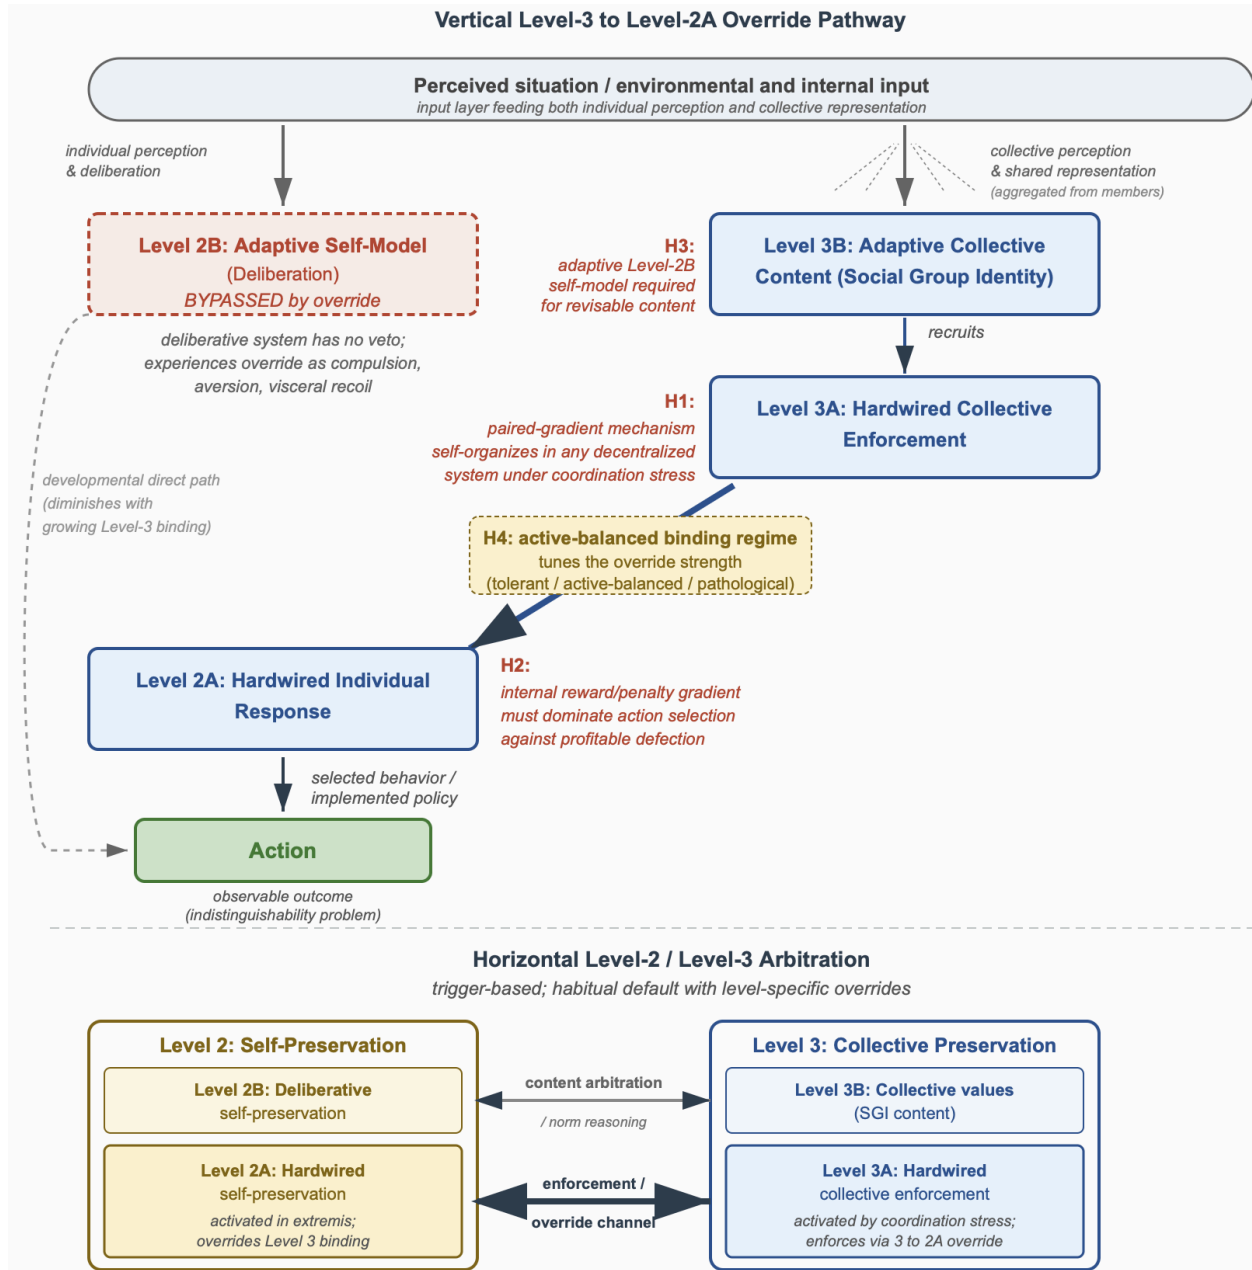 Vertical Level-3 to Level-2A Override Pathway
Perceived situation / environmental and internal input
input layer feeding both individual perception and collective representation
individual perception
& deliberation
collective perception
& shared representation
(aggregated from members)
Level 2B: Adaptive Self-Model
(Deliberation)
BYPASSED by override
H3:
adaptive Level-2B
self-model required
for revisable content
Level 3B: Adaptive Collective
Content (Social Group Identity)
deliberative system has no veto;
experiences override as compulsion,
aversion, visceral recoil
recruits
H1:
paired-gradient mechanism
self-organizes in any decentralized
system under coordination stress
Level 3A: Hardwired Collective
Enforcement
developmental direct path
(diminishes with
growing Level-3 binding)
H4: active-balanced binding regime
tunes the override strength
(tolerant / active-balanced / pathological)
Level 2A: Hardwired Individual
Response
H2:
internal reward/penalty gradient
must dominate action selection
against profitable defection
selected behavior /
implemented policy
Action
observable outcome
(indistinguishability problem)
Horizontal Level-2 / Level-3 Arbitration
trigger-based; habitual default with level-specific overrides
Level 2: Self-Preservation
Level 2B: Deliberative
self-preservation
Level 2A: Hardwired
self-preservation
activated in extremis;
overrides Level 3 binding
content arbitration
/ norm reasoning
enforcement /
override channel
Level 3: Collective Preservation
Level 3B: Collective values
(SGI content)
Level 3A: Hardwired
collective enforcement
activated by coordination stress;
enforces via 3 to 2A override